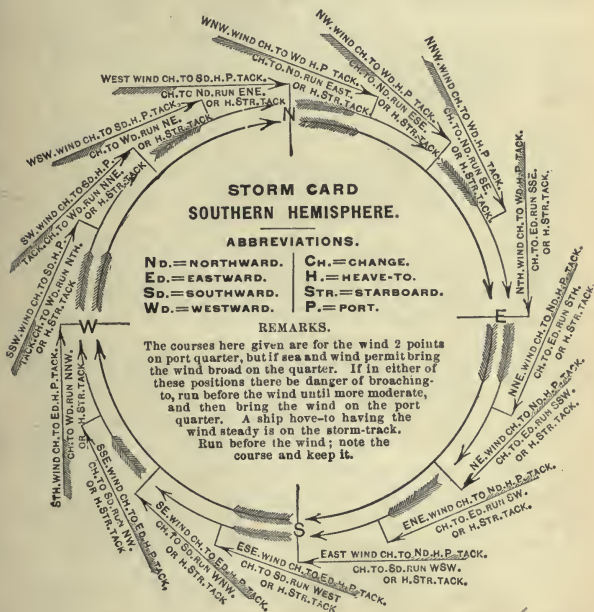 WEST WIND CH. TO SD. H.P. TACK.
CH. TO ND. RUN ENE.
OR H. STR. TACK
WNW. WIND CH. TO WD. H.P TACK.
CH. TO ND. RUN EAST.
OR H. STR. TACK
NW. WIND CH. TO WD. H.P. TACK.
CH. TO ND. RUN ESE.
OR H. STR. TACK
NNW. WIND CH. TO WD. H.P. TACK.
CH. TO ND. RUN SE.
OR H. STR. TACK
NTH. WIND CH. TO WD. H.P. TACK.
CH. TO ED. RUN SSE.
OR H. STR. TACK.
NNE. WIND CH. TO ND. H.P. TACK.
CH. TO ED. RUN STH.
OR H. STR. TACK.
NE. WIND CH. TO ND. H.P. TACK.
CH. TO ED. RUN SSW.
OR H. STR. TACK.
ENE. WIND CH. TO ND. H.P. TACK.
CH. TO ED. RUN SW.
OR H. STR. TACK.
EAST WIND CH. TO ND. H.P. TACK.
CH. TO SD. RUN WSW.
OR H. STR. TACK.
ESE. WIND CH. TO ED. H.P. TACK.
CH. TO SD. RUN WEST
OR H. STR. TACK
SE. WIND CH. TO ED. H.P. TACK.
CH. TO SD. RUN WNW.
OR H. STR. TACK
SSE. WIND CH. TO ED. H.P. TACK.
CH. TO SD. RUN NW.
OR H. STR. TACK
STH. WIND CH. TO ED. H.P. TACK.
CH. TO WD. RUN NNW.
OR H. STR. TACK
SSW. WIND CH. TO SD. H.P.
TACK. CH. TO WD. RUN NTH.
OR H. STR. TACK
SW. WIND CH. TO SD. H.P.
TACK. CH. TO WD. RUN NNE.
OR H. STR. TACK
WSW. WIND CH. TO SD. H.P. TACK.
CH. TO WD. RUN NE.
OR H. STR. TACK
N
E
S
W
STORM CARD
SOUTHERN HEMISPHERE.
ABBREVIATIONS.
ND.=NORTHWARD. CH.=CHANGE.
ED.=EASTWARD. H.=HEAVE-TO.
SD.=SOUTHWARD. STR.=STARBOARD.
WD.=WESTWARD. P.=PORT.
REMARKS.
The courses here given are for the wind 2 points
on port quarter, but if sea and wind permit bring
the wind broad on the quarter. If in either of
these positions there be danger of broaching-
to, run before the wind until more moderate,
and then bring the wind on the port
quarter. A ship hove-to having the
wind steady is on the storm-track.
Run before the wind; note the
course and keep it.